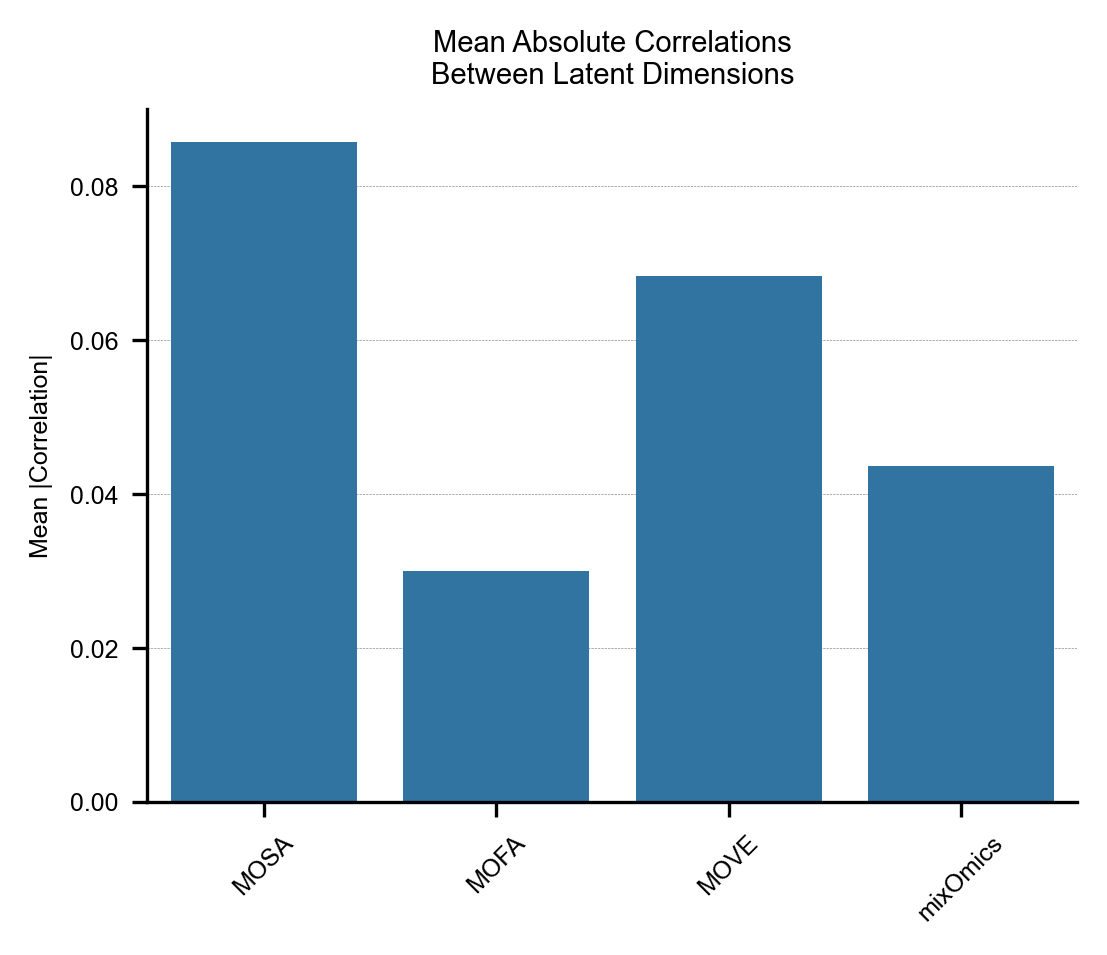 Mean Absolute Correlations
Between Latent Dimensions
Mean |Correlation|
0.08
0.06
0.04
0.02
0.00
MOSA
MOFA
MOVE
mixOmics